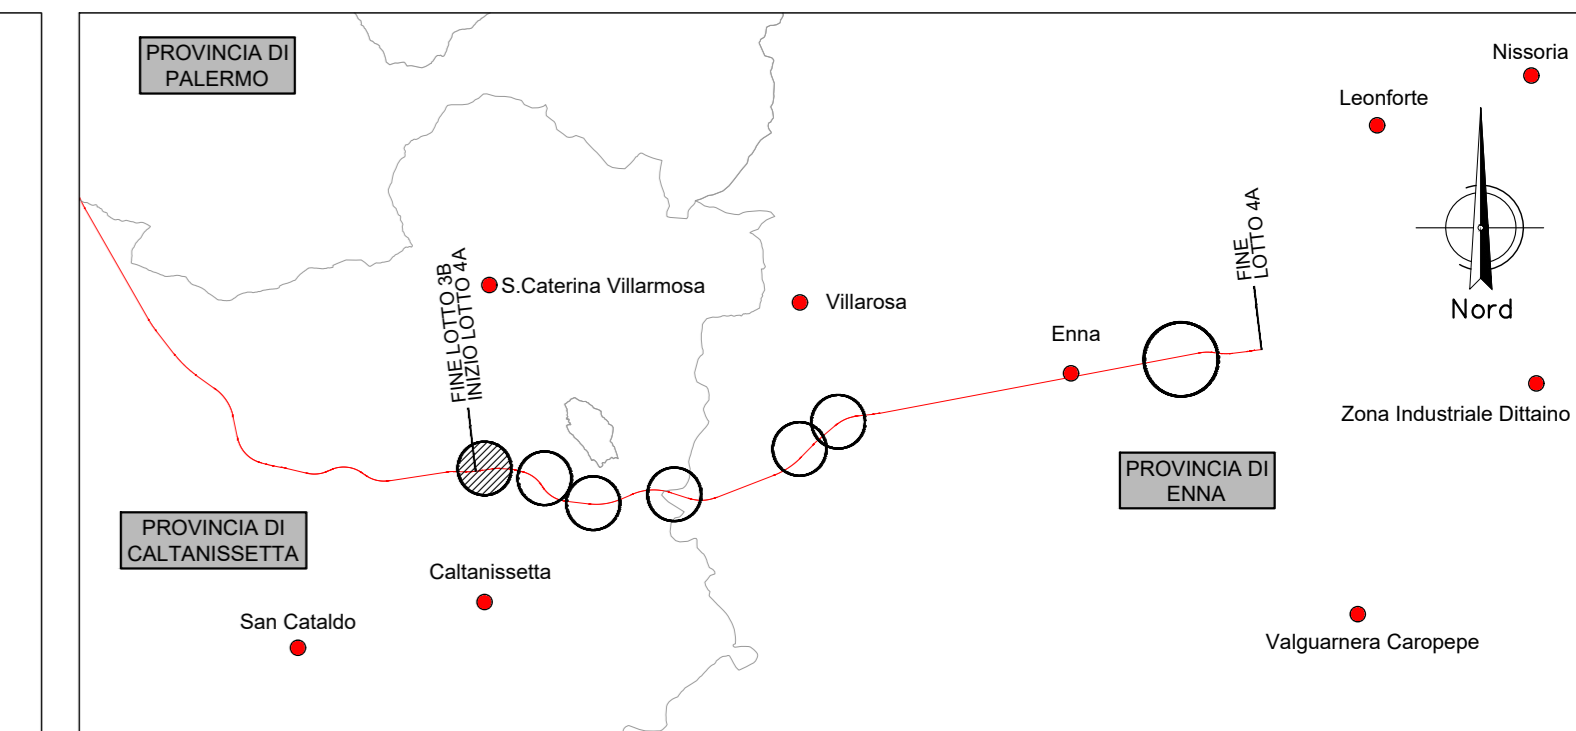 PROVINCIA DI
PALERMO
Nissoria
Leonforte
FINE
LOTTO 4A
FINE LOTTO 3B
INIZIO LOTTO 4A
S.Caterina Villarmosa
Villarosa
Nord
Enna
Zona Industriale Dittaino
PROVINCIA DI
ENNA
PROVINCIA DI
CALTANISSETTA
Caltanissetta
San Cataldo
Valguarnera Caropepe